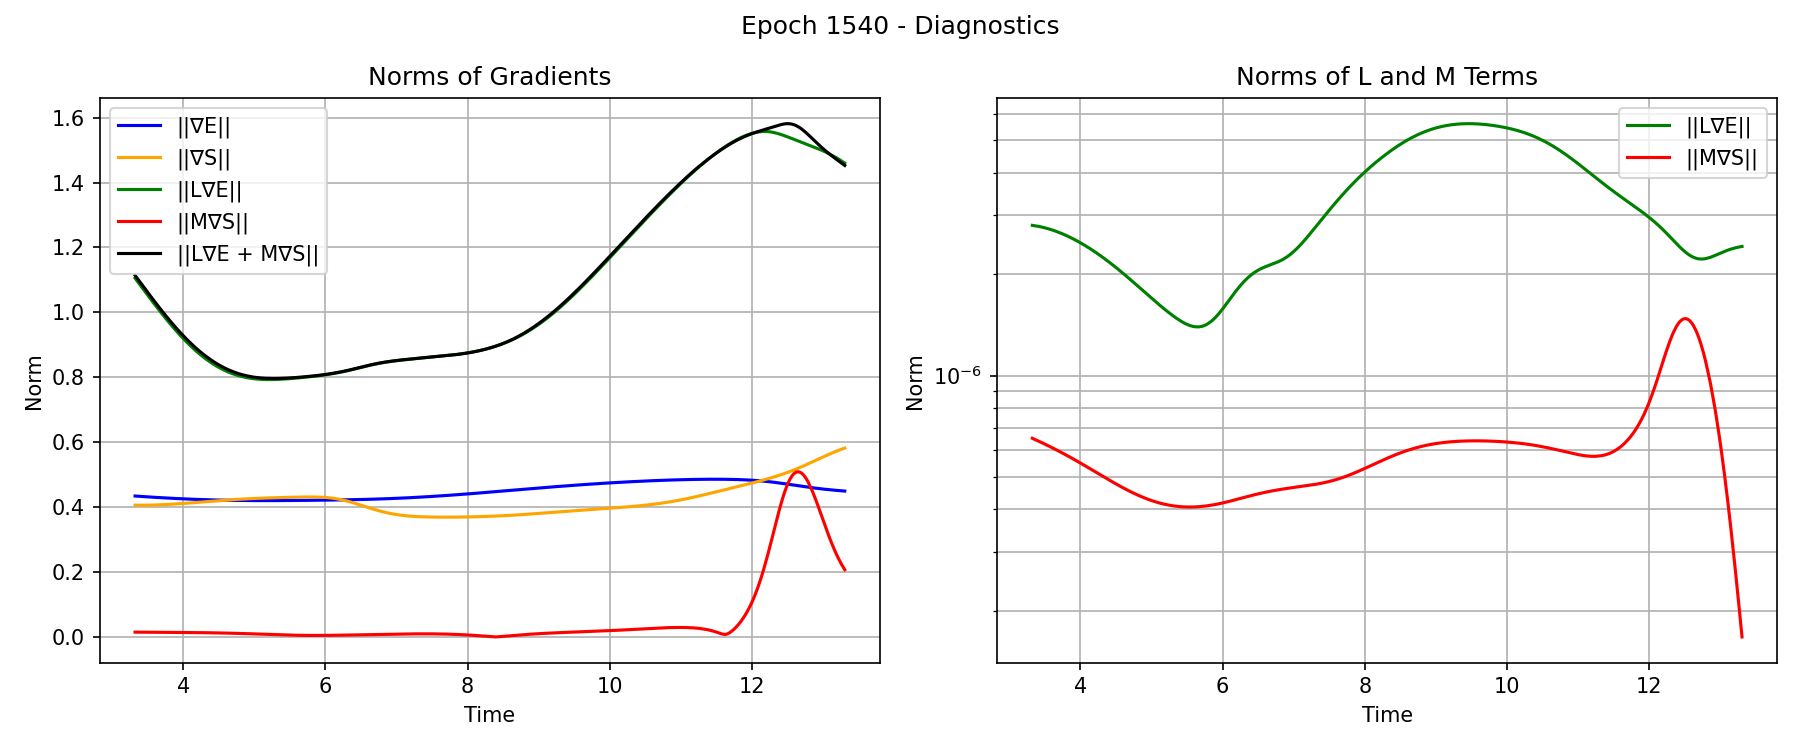 Epoch 1540 - Diagnostics
Norms of Gradients
||∇E||
||∇S||
||L∇E||
||M∇S||
||L∇E + M∇S||
1.6
1.4
1.2
1.0
0.8
0.6
0.4
0.2
0.0
Norm
4 6 8 10 12
Time
Norms of L and M Terms
||L∇E||
||M∇S||
10⁻⁶
Norm
4 6 8 10 12
Time